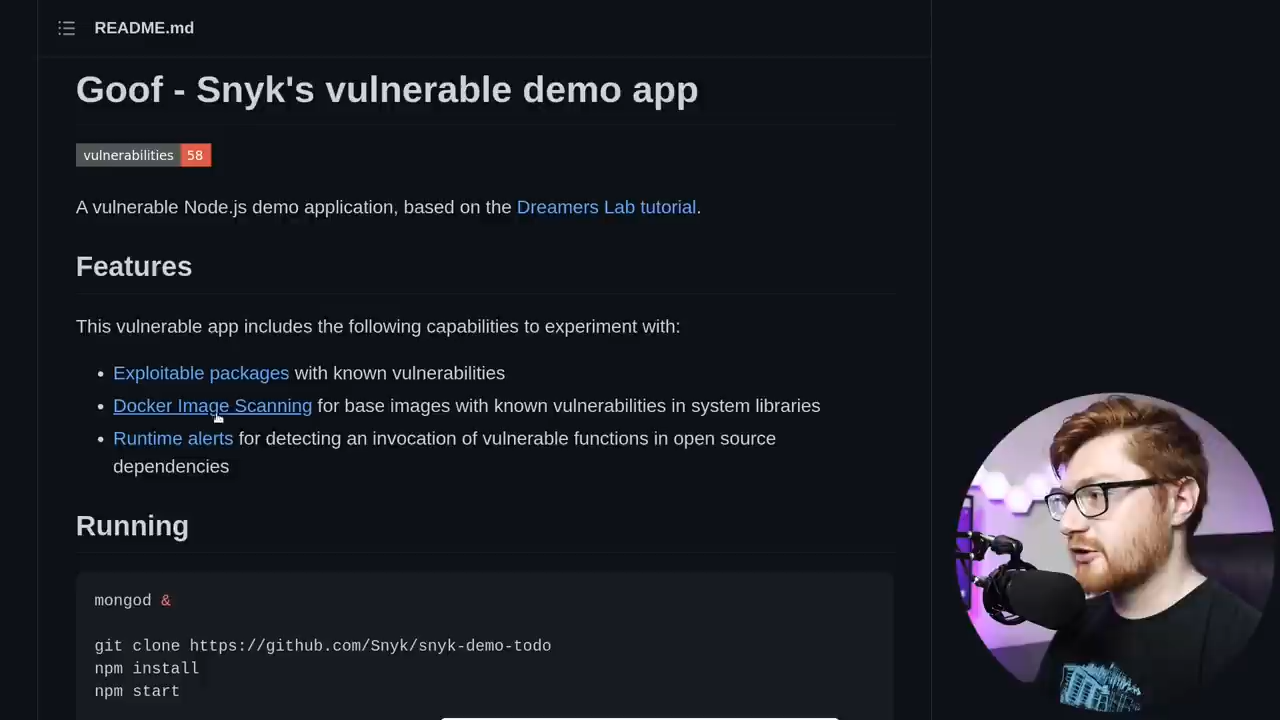 README.md
Goof - Snyk's vulnerable demo app
vulnerabilities 58
A vulnerable Node.js demo application, based on the Dreamers Lab tutorial.
Features
This vulnerable app includes the following capabilities to experiment with:
• Exploitable packages with known vulnerabilities
• Docker Image Scanning for base images with known vulnerabilities in system libraries
• Runtime alerts for detecting an invocation of vulnerable functions in open source
dependencies
Running
mongod &
git clone https://github.com/Snyk/snyk-demo-todo
npm install
npm start